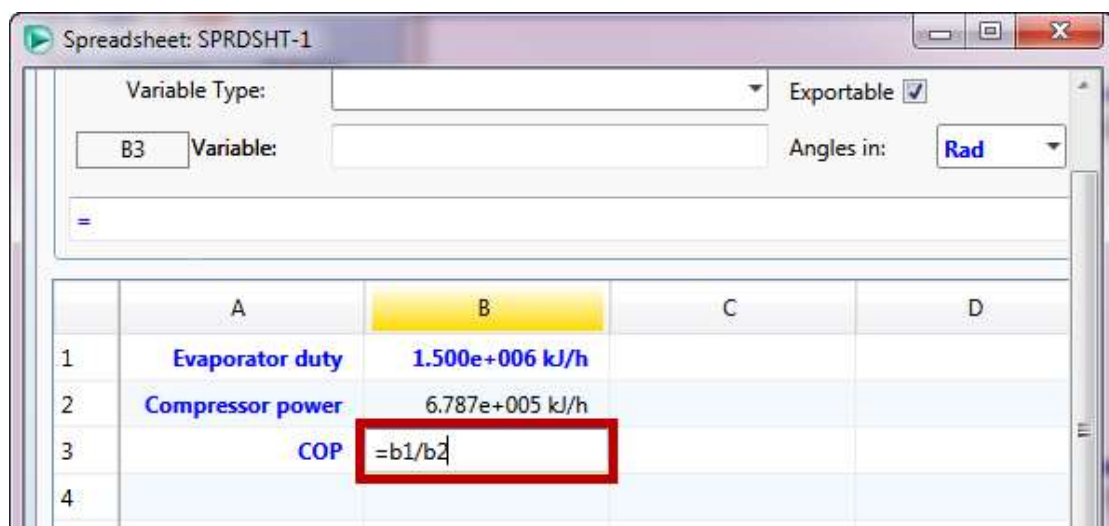 Spreadsheet: SPRDSHT-1
Variable Type: Exportable
B3 Variable: Angles in: Rad
=
A B C D
1 Evaporator duty 1.500e+006 kJ/h
2 Compressor power 6.787e+005 kJ/h
3 COP =b1/b2
4